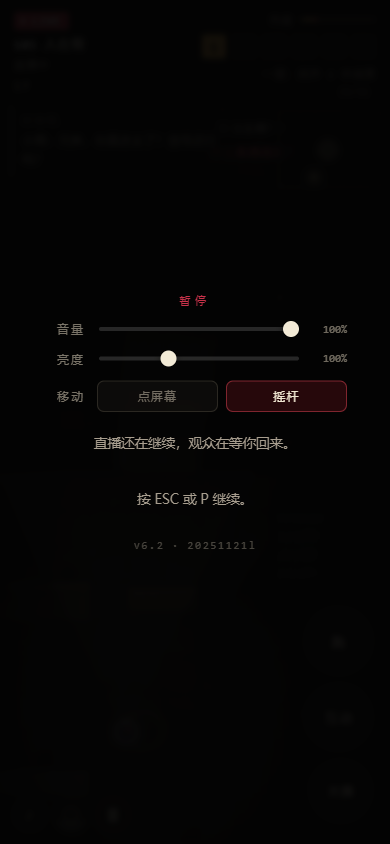 暂停
音量 100%
亮度 100%
移动 点屏幕 摇杆
直播还在继续，观众在等你回来。
按 ESC 或 P 继续。
v6.2 · 20251121l